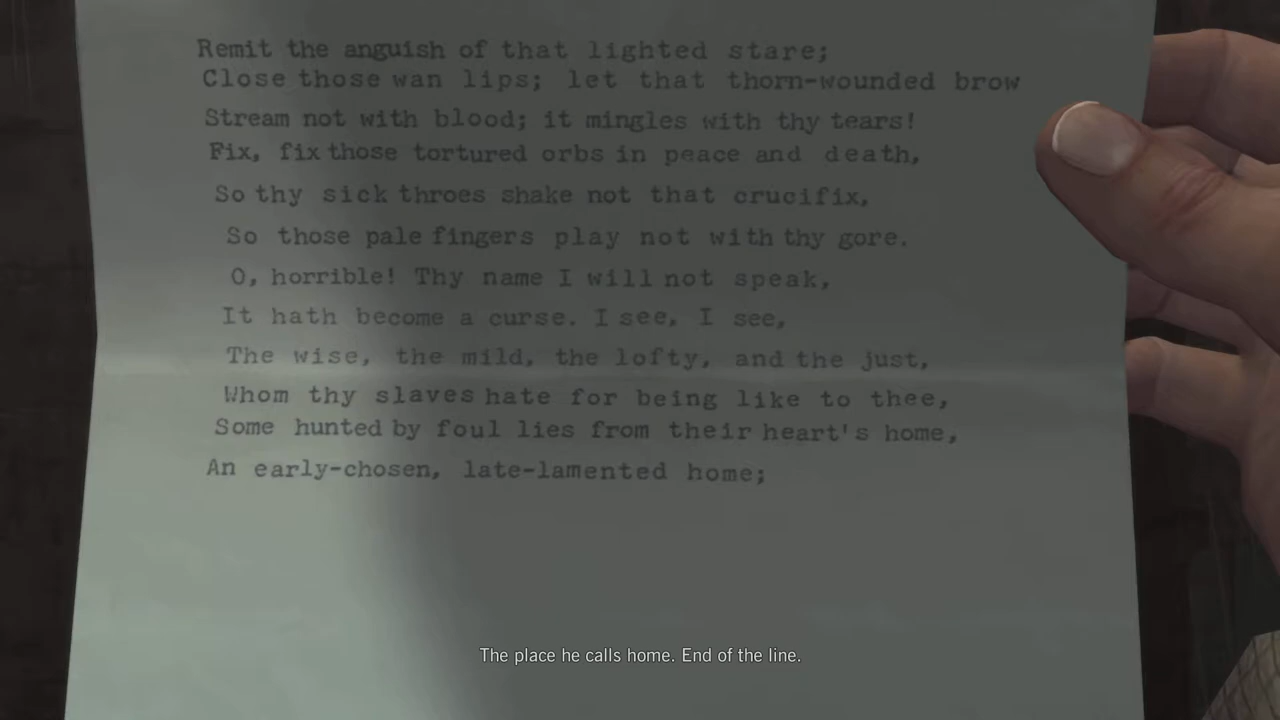 Remit the anguish of that lighted stare;
Close those wan lips; let that thorn-wounded brow
Stream not with blood; it mingles with thy tears!
Fix, fix those tortured orbs in peace and death,
So thy sick throes shake not that crucifix,
So those pale fingers play not with thy gore.
O, horrible! Thy name I will not speak,
It hath become a curse. I see, I see,
The wise, the mild, the lofty, and the just,
Whom thy slaves hate for being like to thee,
Some hunted by foul lies from their heart's home,
An early-chosen, late-lamented home;
The place he calls home. End of the line.